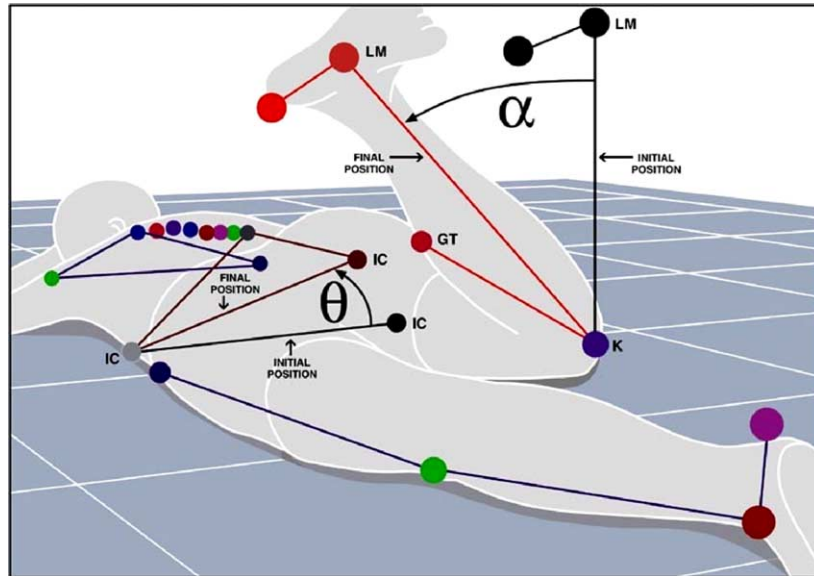 LM
LM
α
FINAL
POSITION
INITIAL
POSITION
GT
IC
FINAL
POSITION
θ
IC
K
IC
INITIAL
POSITION